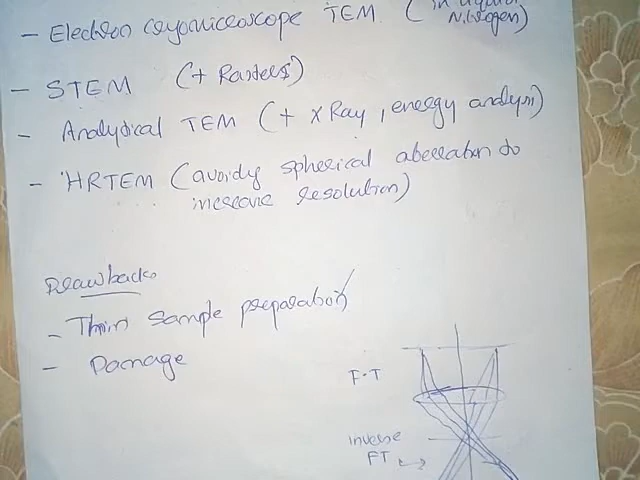 - Electron cryomicroscope TEM (in liquid Nitrogen)
- STEM (+ Rasters)
- Analytical TEM (+ X Ray, energy analysis)
- HRTEM (avoidg spherical aberration to
increase resolution)
Drawbacks
- Thin sample preparation
- Damage
F.T
inverse
FT